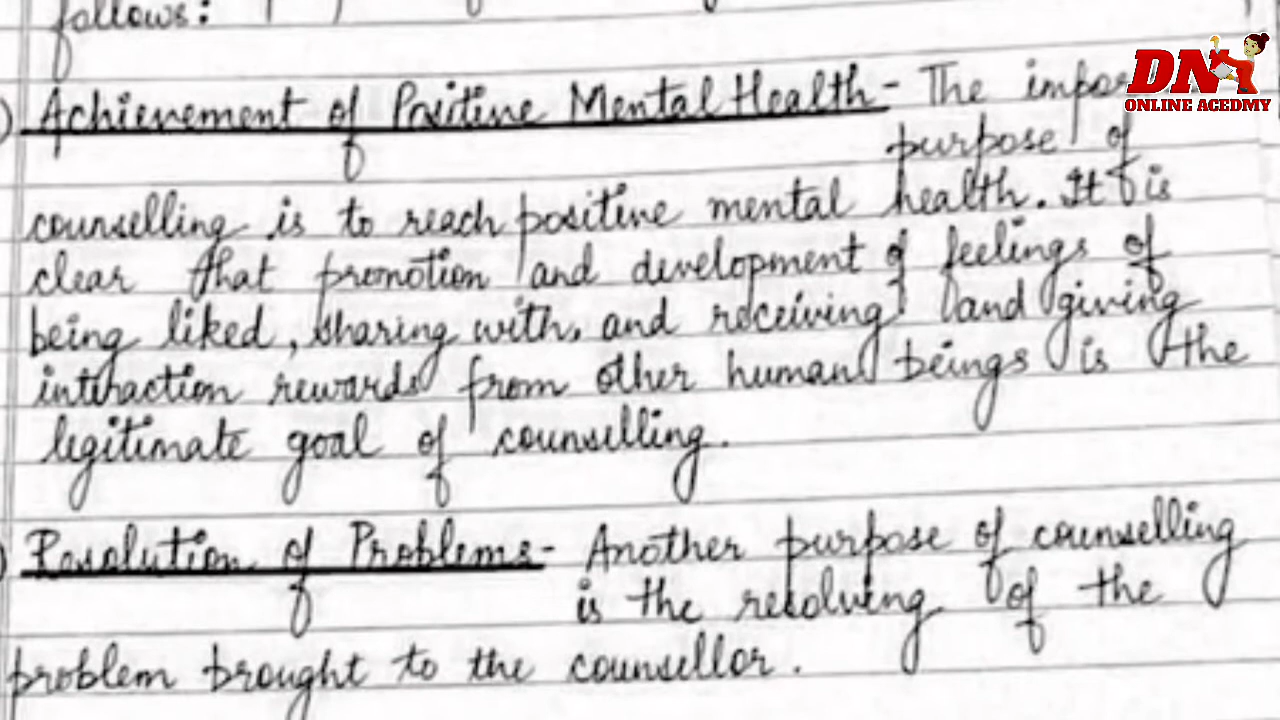 follows:
) Achievement of Positive Mental Health - The impor
purpose of
counselling is to reach positive mental health. It is
clear that promotion and development of feelings of
being liked, sharing with, and receiving and giving
interaction rewards from other human beings is the
legitimate goal of counselling.
) Resolution of Problems - Another purpose of counselling
is the resolving of the
problem brought to the counsellor.
DN
ONLINE ACEDMY